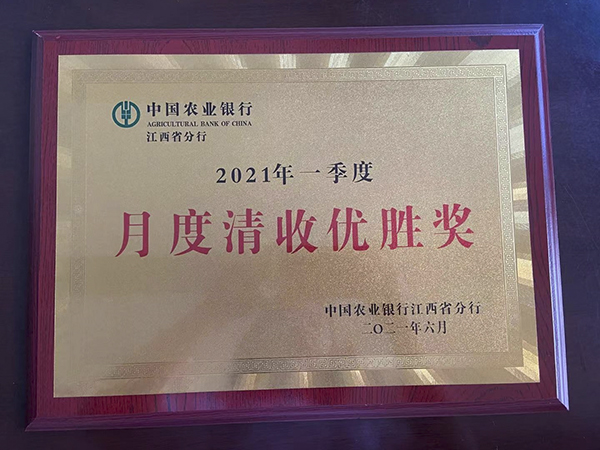 中国农业银行
AGRICULTURAL BANK OF CHINA
江西省分行
2021年一季度
月度清收优胜奖
中国农业银行江西省分行
二〇二一年六月